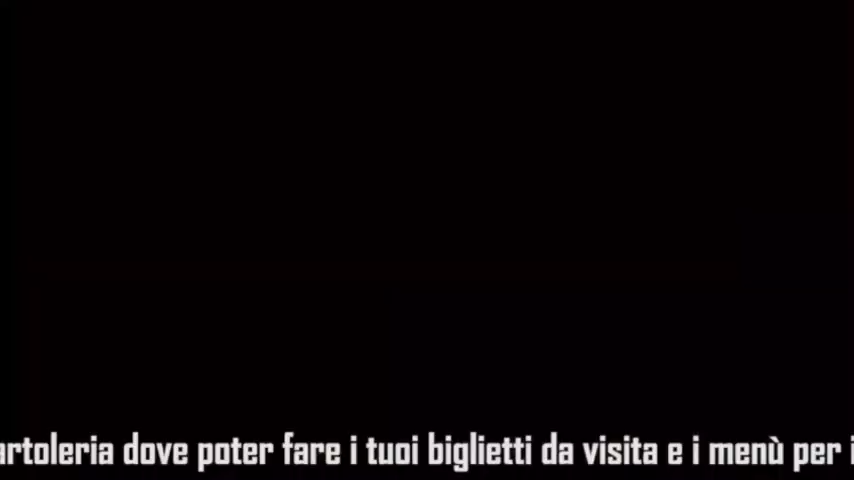 artoleria dove poter fare i tuoi biglietti da visita e i menù per i